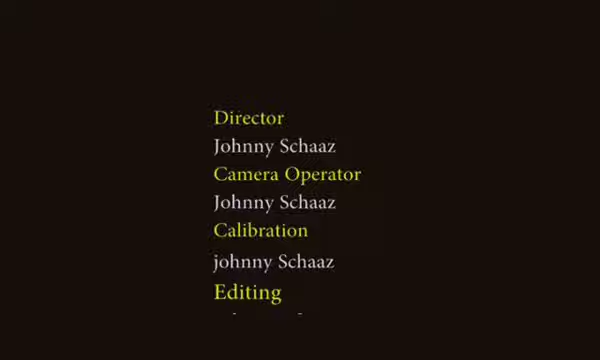 Director
Johnny Schaaz
Camera Operator
Johnny Schaaz
Calibration
johnny Schaaz
Editing